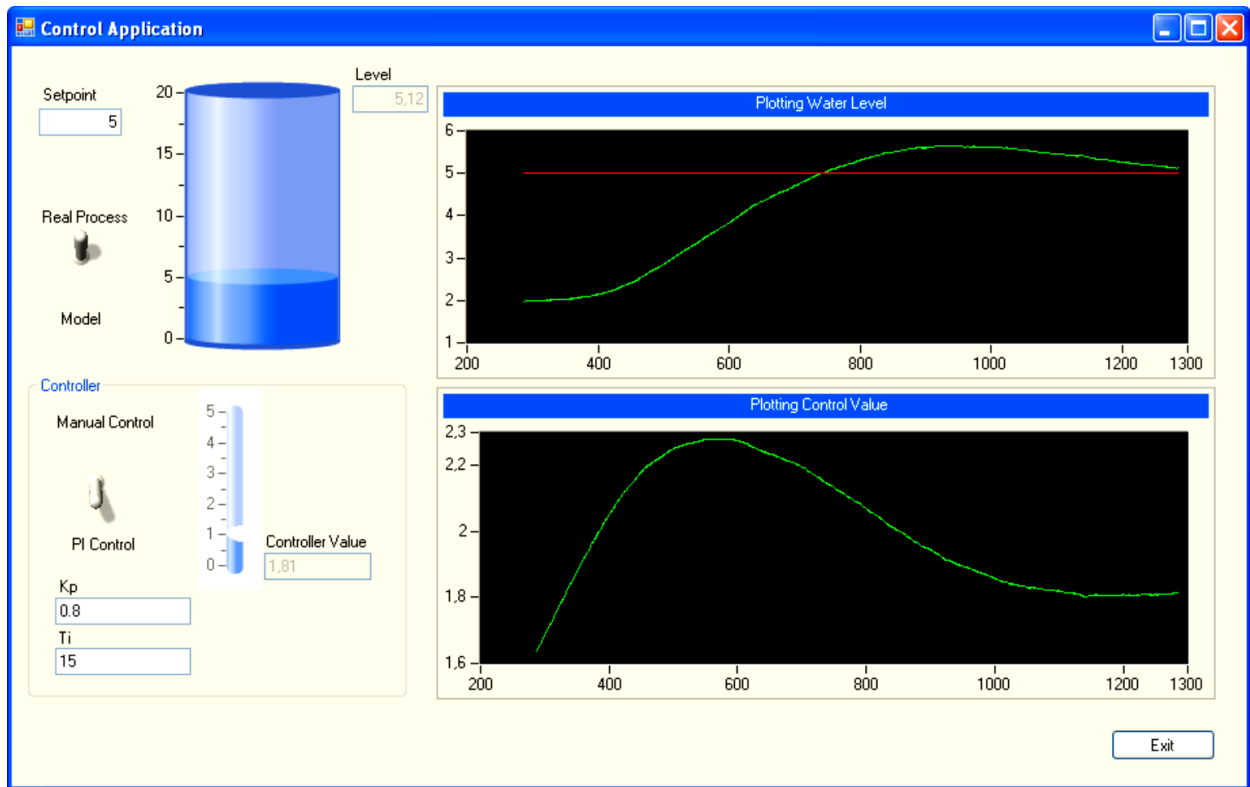 Control Application
Setpoint
5
Level
5,12
20
15
10
5
0
Real Process
Model
Plotting Water Level
6
5
4
3
2
1
200 400 600 800 1000 1200 1300
Controller
Manual Control
PI Control
5
4
3
2
1
0
Controller Value
1,81
Kp
0.8
Ti
15
Plotting Control Value
2,3
2,2
2
1,8
1,6
200 400 600 800 1000 1200 1300
Exit